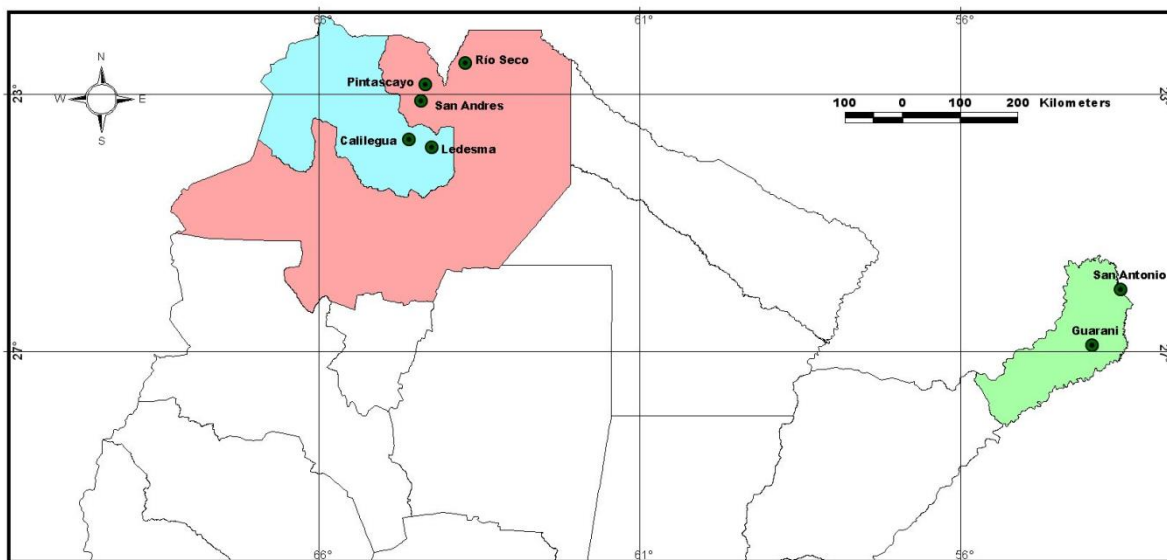 66° 61° 56°
N
W E
S
Río Seco
Pintascayo
San Andres
23°
100 0 100 200 Kilometers
23°
Calilegua
Ledesma
San Antonio
Guarani
27°
27°
66° 61° 56°